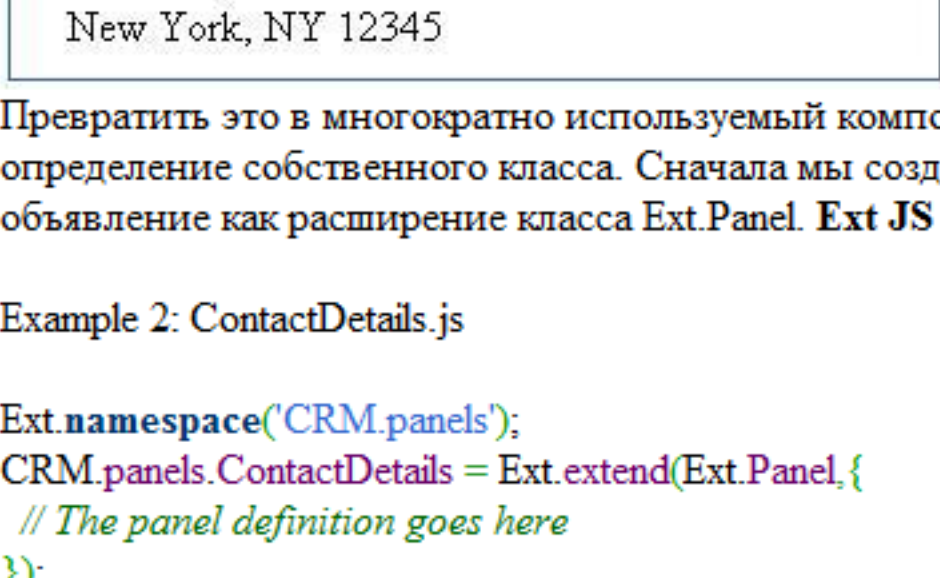 New York, NY 12345
Превратить это в многократно используемый
определение собственного класса. Сначала мы
объявление как расширение класса Ext.Panel. Ext JS
Example 2: ContactDetails.js
Ext.namespace('CRM.panels');
CRM.panels.ContactDetails = Ext.extend(Ext.Panel,{
// The panel definition goes here
});